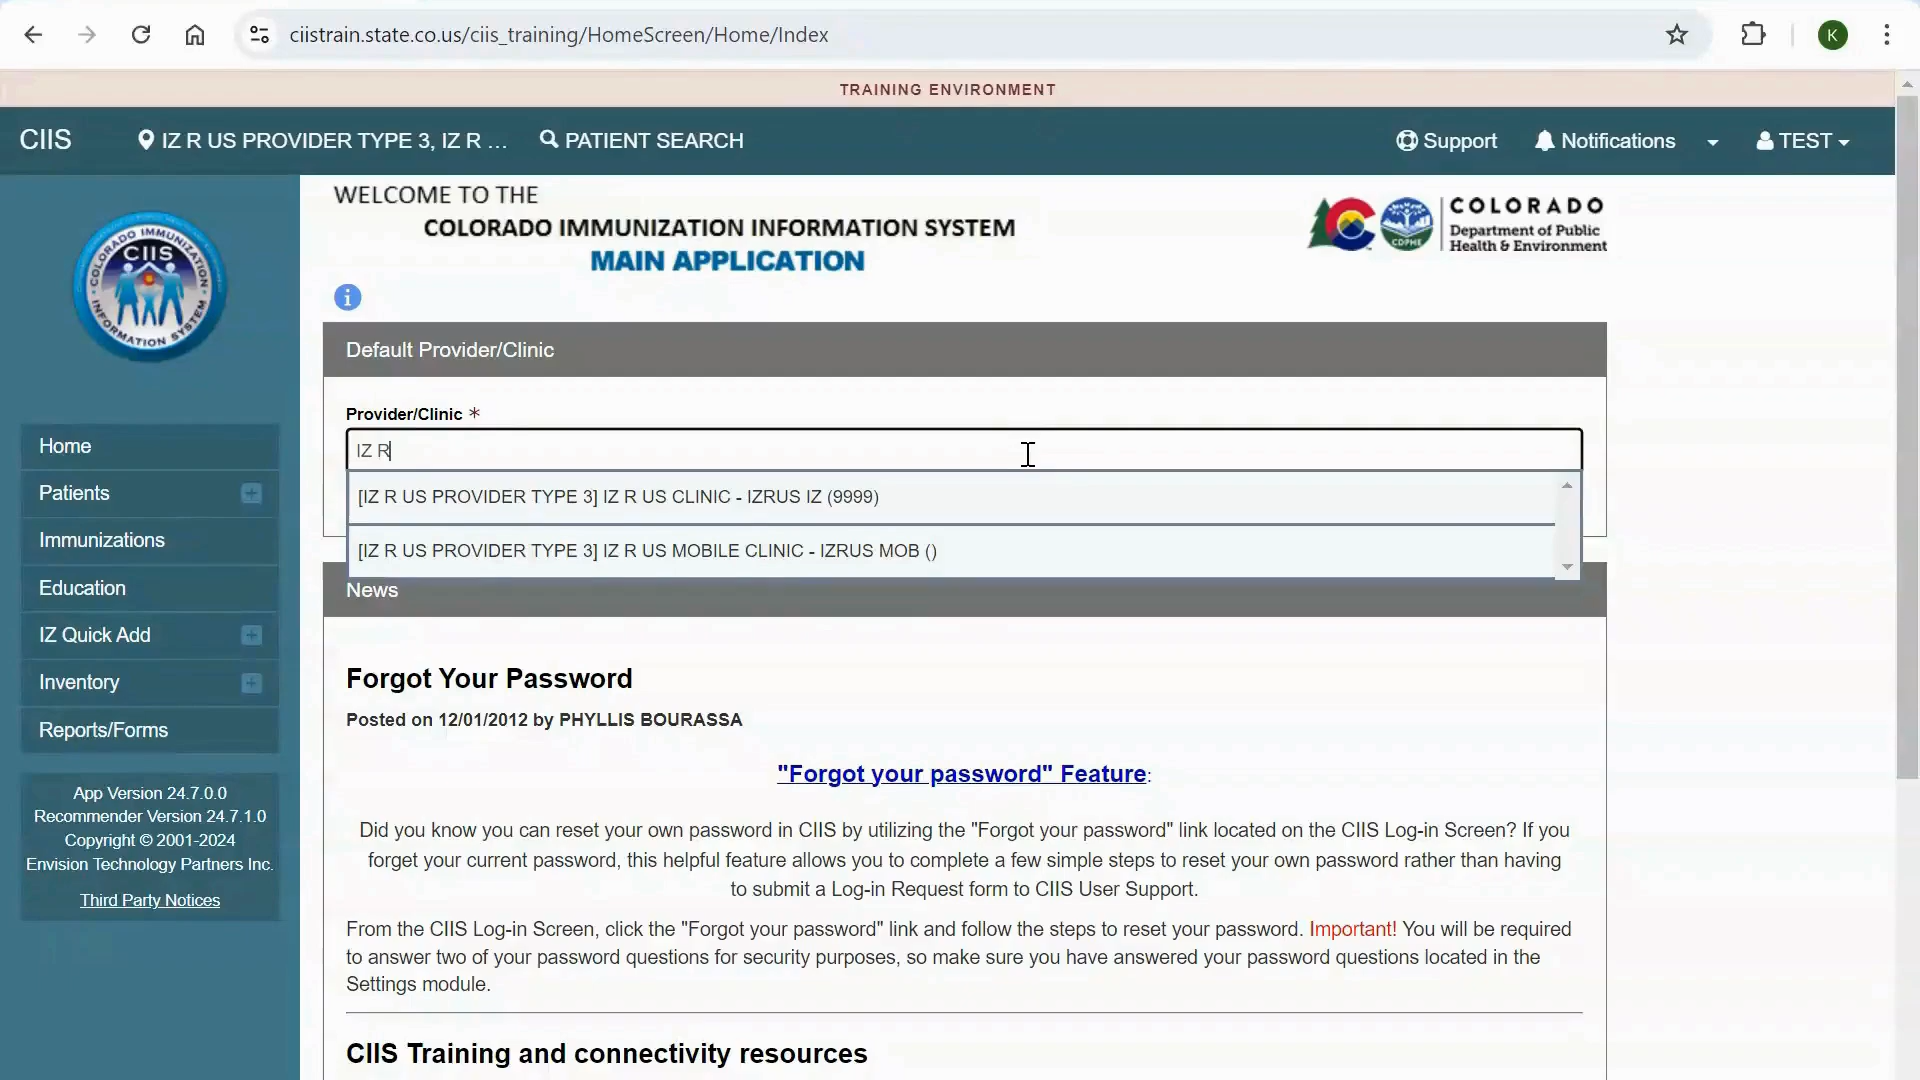 ciistrain.state.co.us/ciis_training/HomeScreen/Home/Index
K
TRAINING ENVIRONMENT
CIIS
IZ R US PROVIDER TYPE 3, IZ R ...
PATIENT SEARCH
Support
Notifications
TEST
COLORADO IMMUNIZATION
CIIS
INFORMATION SYSTEM
Home
Patients
Immunizations
Education
IZ Quick Add
Inventory
Reports/Forms
App Version 24.7.0.0
Recommender Version 24.7.1.0
Copyright © 2001-2024
Envision Technology Partners Inc.
Third Party Notices
WELCOME TO THE
COLORADO IMMUNIZATION INFORMATION SYSTEM
MAIN APPLICATION
CDPHE
COLORADO
Department of Public
Health & Environment
i
Default Provider/Clinic
Provider/Clinic *
IZ R
[IZ R US PROVIDER TYPE 3] IZ R US CLINIC - IZRUS IZ (9999)
[IZ R US PROVIDER TYPE 3] IZ R US MOBILE CLINIC - IZRUS MOB ()
News
Forgot Your Password
Posted on 12/01/2012 by PHYLLIS BOURASSA
"Forgot your password" Feature:
Did you know you can reset your own password in CIIS by utilizing the "Forgot your password" link located on the CIIS Log-in Screen? If you
forget your current password, this helpful feature allows you to complete a few simple steps to reset your own password rather than having
to submit a Log-in Request form to CIIS User Support.
From the CIIS Log-in Screen, click the "Forgot your password" link and follow the steps to reset your password. Important! You will be required
to answer two of your password questions for security purposes, so make sure you have answered your password questions located in the
Settings module.
CIIS Training and connectivity resources